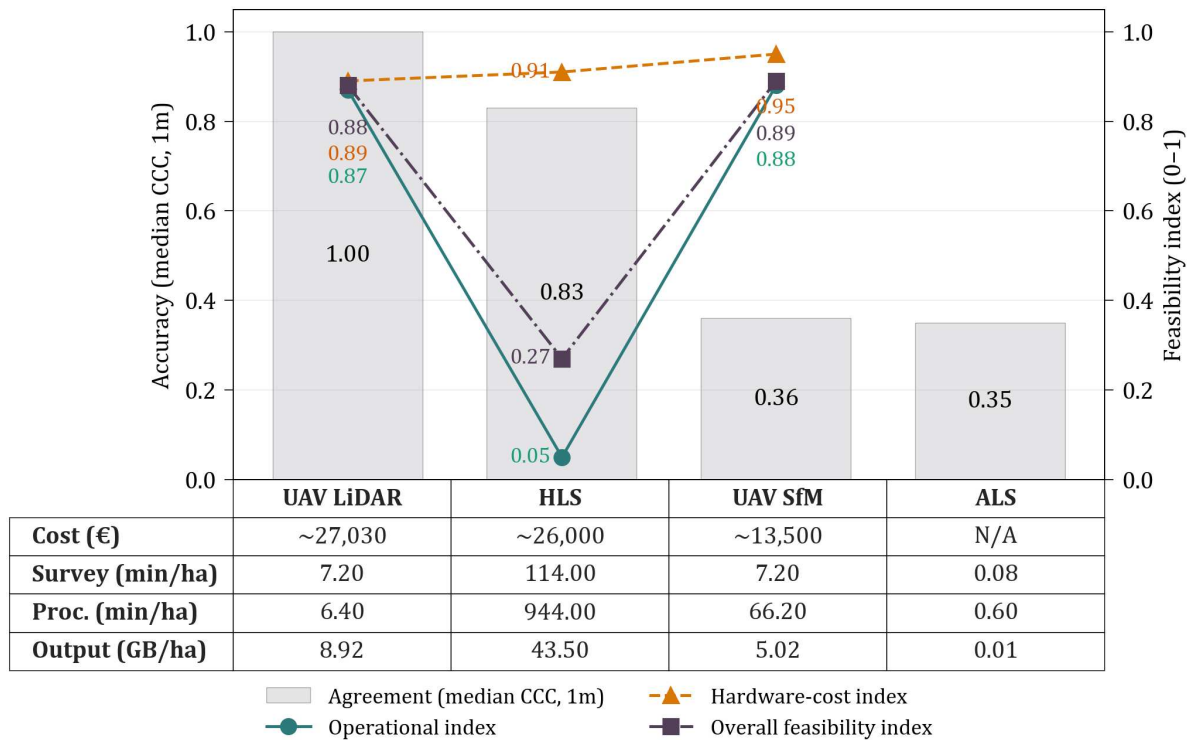 1.0 1.0
0.91
0.8 0.95 0.8
0.88 0.89
0.89 0.88
0.87
Accuracy (median CCC, 1m)
Feasibility index (0–1)
0.6 0.6
1.00
0.83
0.4 0.4
0.27
0.36 0.35
0.2 0.2
0.05
0.0 0.0
UAV LiDAR HLS UAV SfM ALS
Cost (€) ~27,030 ~26,000 ~13,500 N/A
Survey (min/ha) 7.20 114.00 7.20 0.08
Proc. (min/ha) 6.40 944.00 66.20 0.60
Output (GB/ha) 8.92 43.50 5.02 0.01
Agreement (median CCC, 1m) Hardware-cost index
Operational index Overall feasibility index